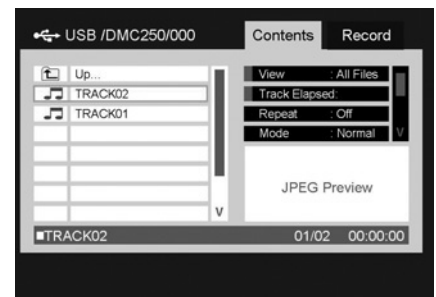 USB /DMC250/000
Contents
Record
Up...
TRACK02
TRACK01
View : All Files
Track Elapsed:
Repeat : Off
Mode : Normal
V
JPEG Preview
V
■TRACK02 01/02 00:00:00